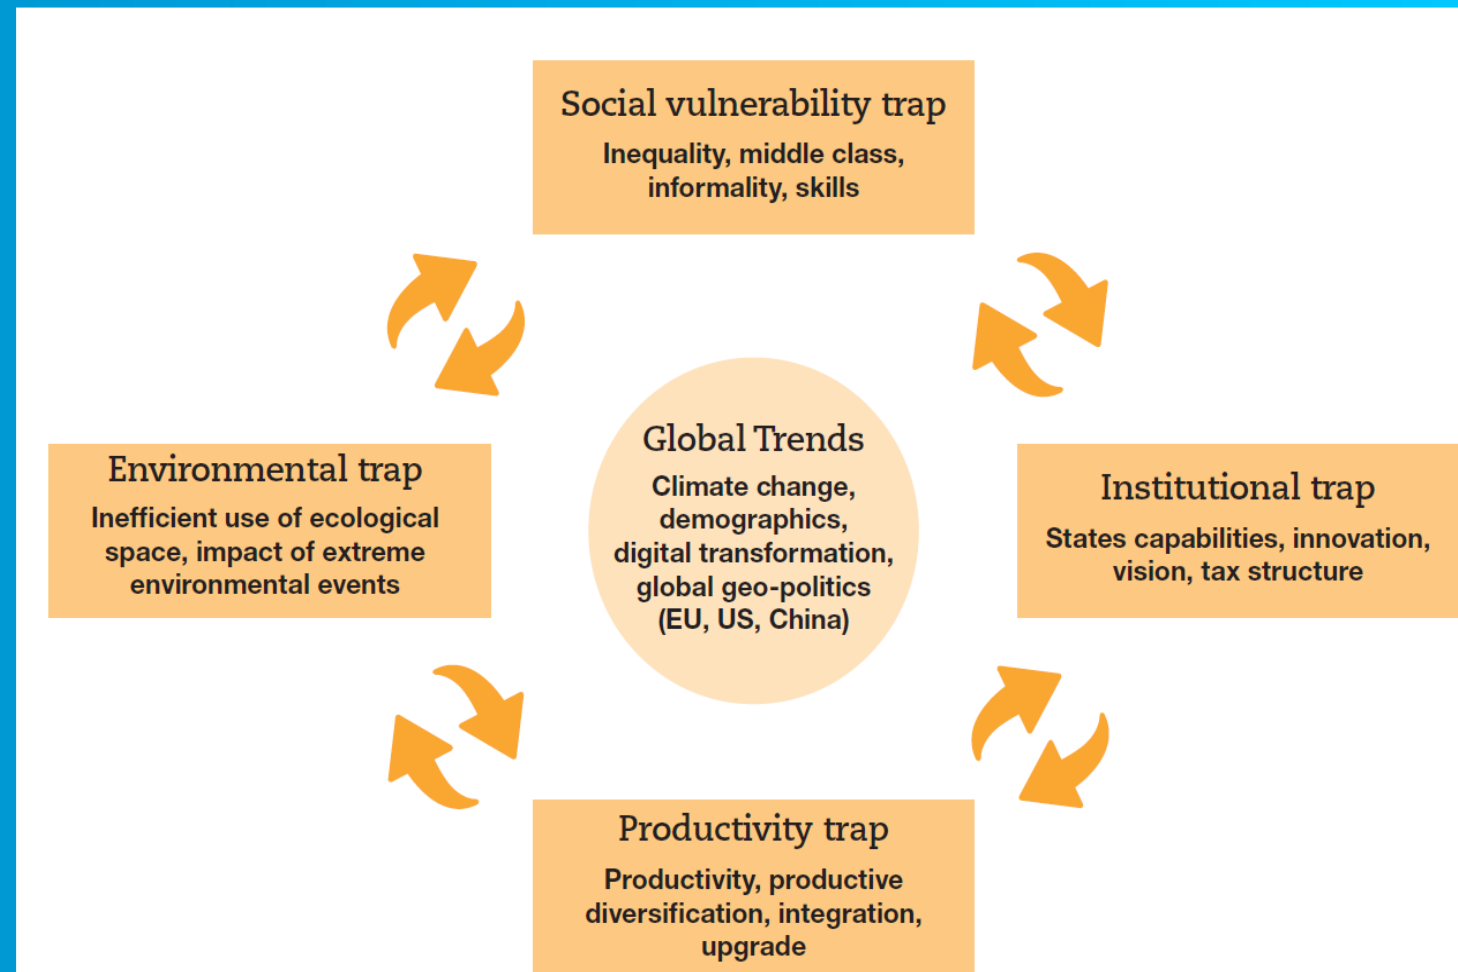 Social vulnerability trap
Inequality, middle class,
informality, skills
Environmental trap
Inefficient use of ecological
space, impact of extreme
environmental events
Global Trends
Climate change,
demographics,
digital transformation,
global geo-politics
(EU, US, China)
Institutional trap
States capabilities, innovation,
vision, tax structure
Productivity trap
Productivity, productive
diversification, integration,
upgrade